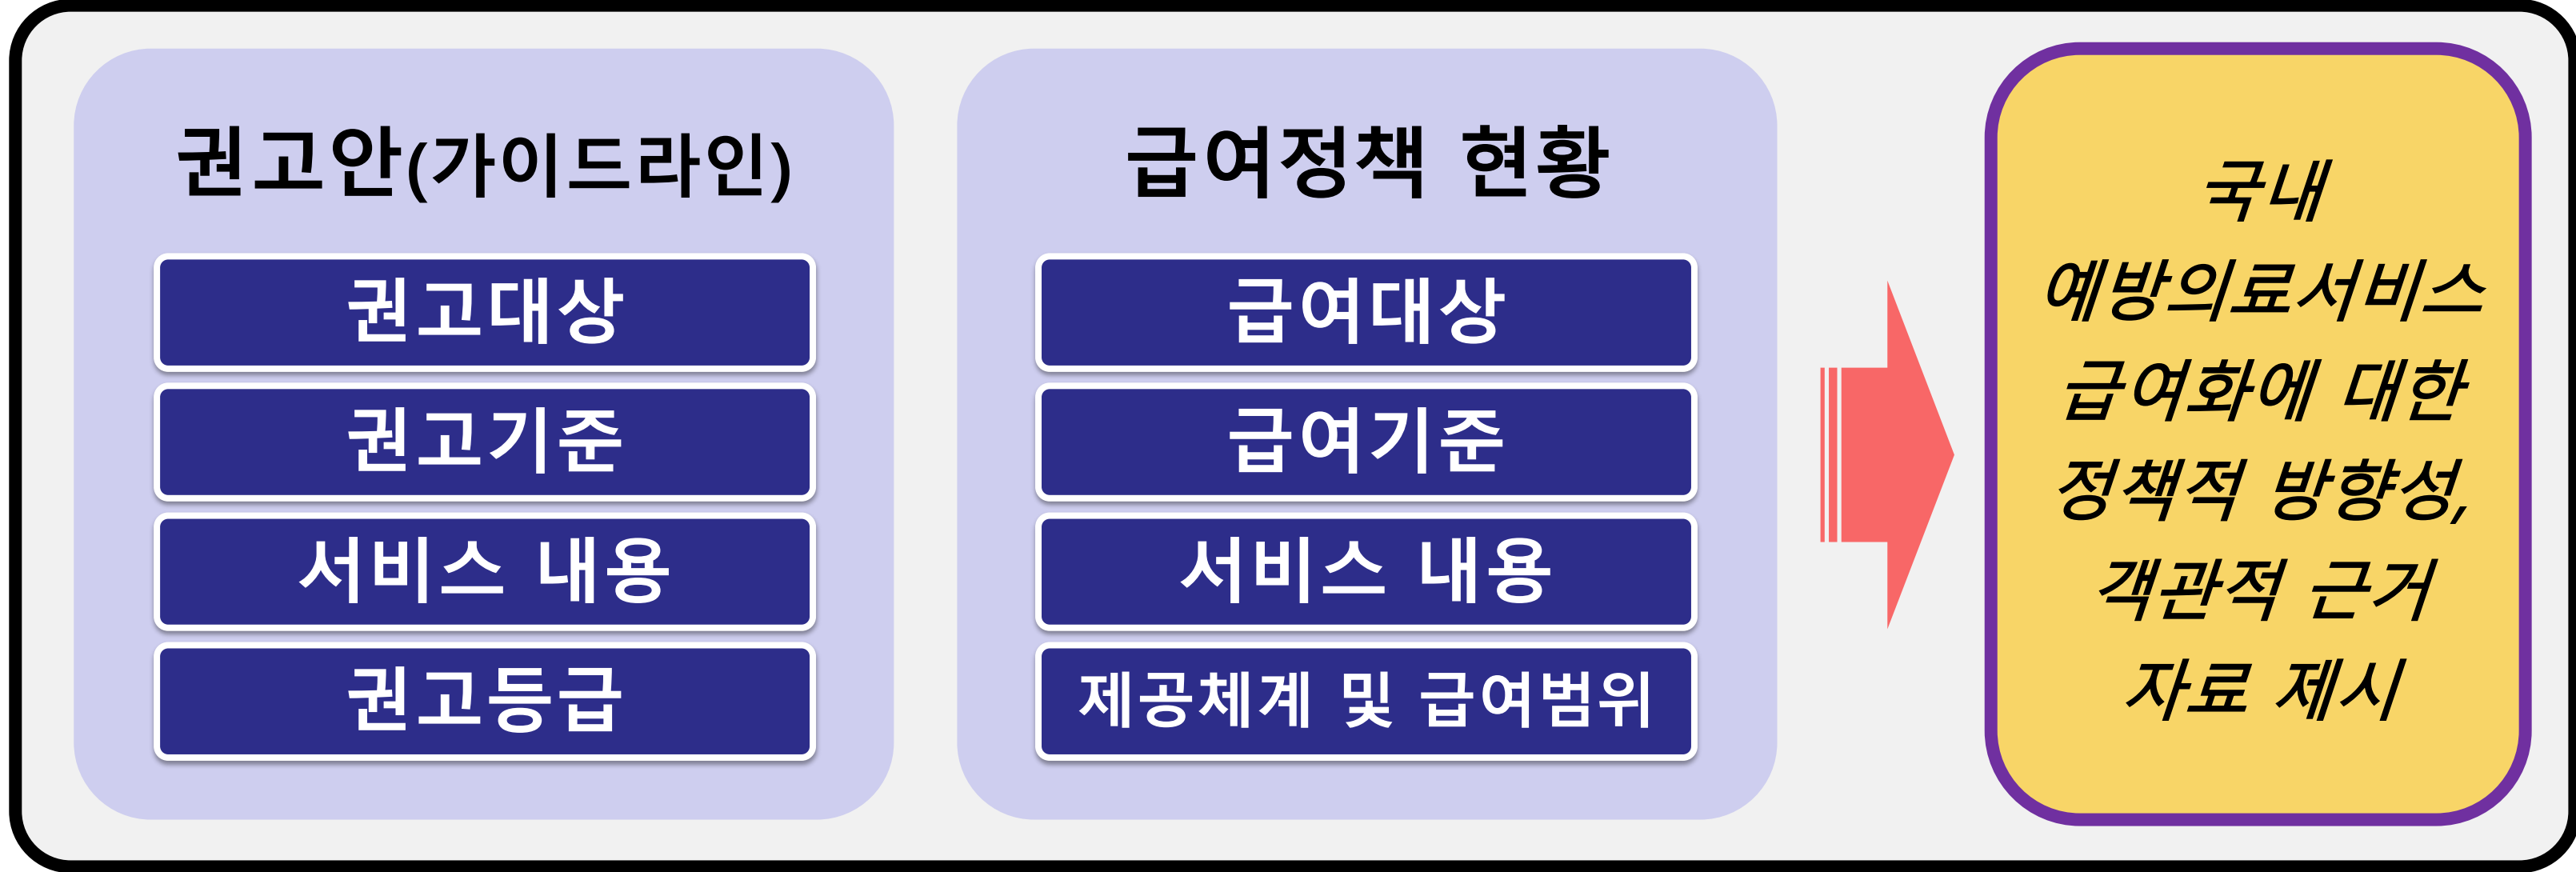 권고안(가이드라인)
권고대상
권고기준
서비스 내용
권고등급
급여정책 현황
급여대상
급여기준
서비스 내용
제공체계 및 급여범위
국내
예방의료서비스
급여화에 대한
정책적 방향성,
객관적 근거
자료 제시